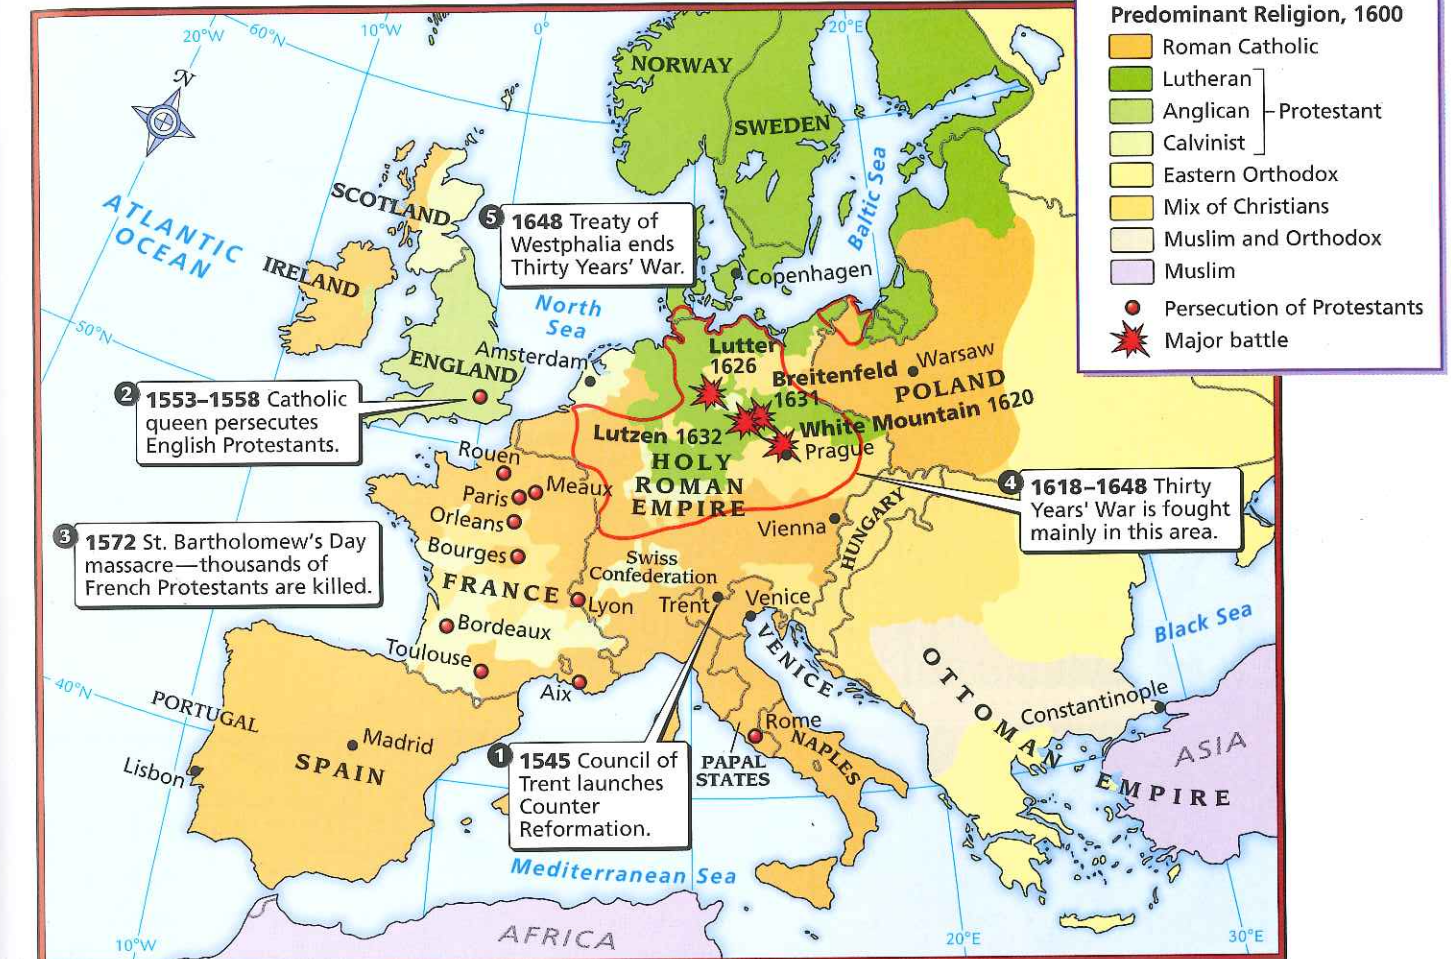 Predominant Religion, 1600
Roman Catholic
Lutheran
Anglican
Protestant
Calvinist
Eastern Orthodox
Mix of Christians
Muslim and Orthodox
Muslim
Persecution of Protestants
Major battle
20°W
60°N
10°W
0°
20°E
N
NORWAY
SWEDEN
Baltic Sea
ATLANTIC
OCEAN
SCOTLAND
IRELAND
5 1648 Treaty of
Westphalia ends
Thirty Years' War.
Copenhagen
North
Sea
50°N
ENGLAND
Amsterdam
Lutter
1626
Breitenfeld
1631
Warsaw
POLAND
White Mountain 1620
Lutzen 1632
Prague
HOLY
ROMAN
EMPIRE
2 1553–1558 Catholic
queen persecutes
English Protestants.
Rouen
Paris
Meaux
Orleans
Bourges
FRANCE
Lyon
Bordeaux
Toulouse
Aix
4 1618–1648 Thirty
Years' War is fought
mainly in this area.
3 1572 St. Bartholomew's Day
massacre—thousands of
French Protestants are killed.
Vienna
HUNGARY
Swiss
Confederation
Trent
Venice
VENICE
Black Sea
OTTOMAN EMPIRE
Constantinople
ASIA
40°N
PORTUGAL
Madrid
SPAIN
Lisbon
1 1545 Council of
Trent launches
Counter
Reformation.
Rome
PAPAL
STATES
NAPLES
Mediterranean Sea
AFRICA
10°W
20°E
30°E